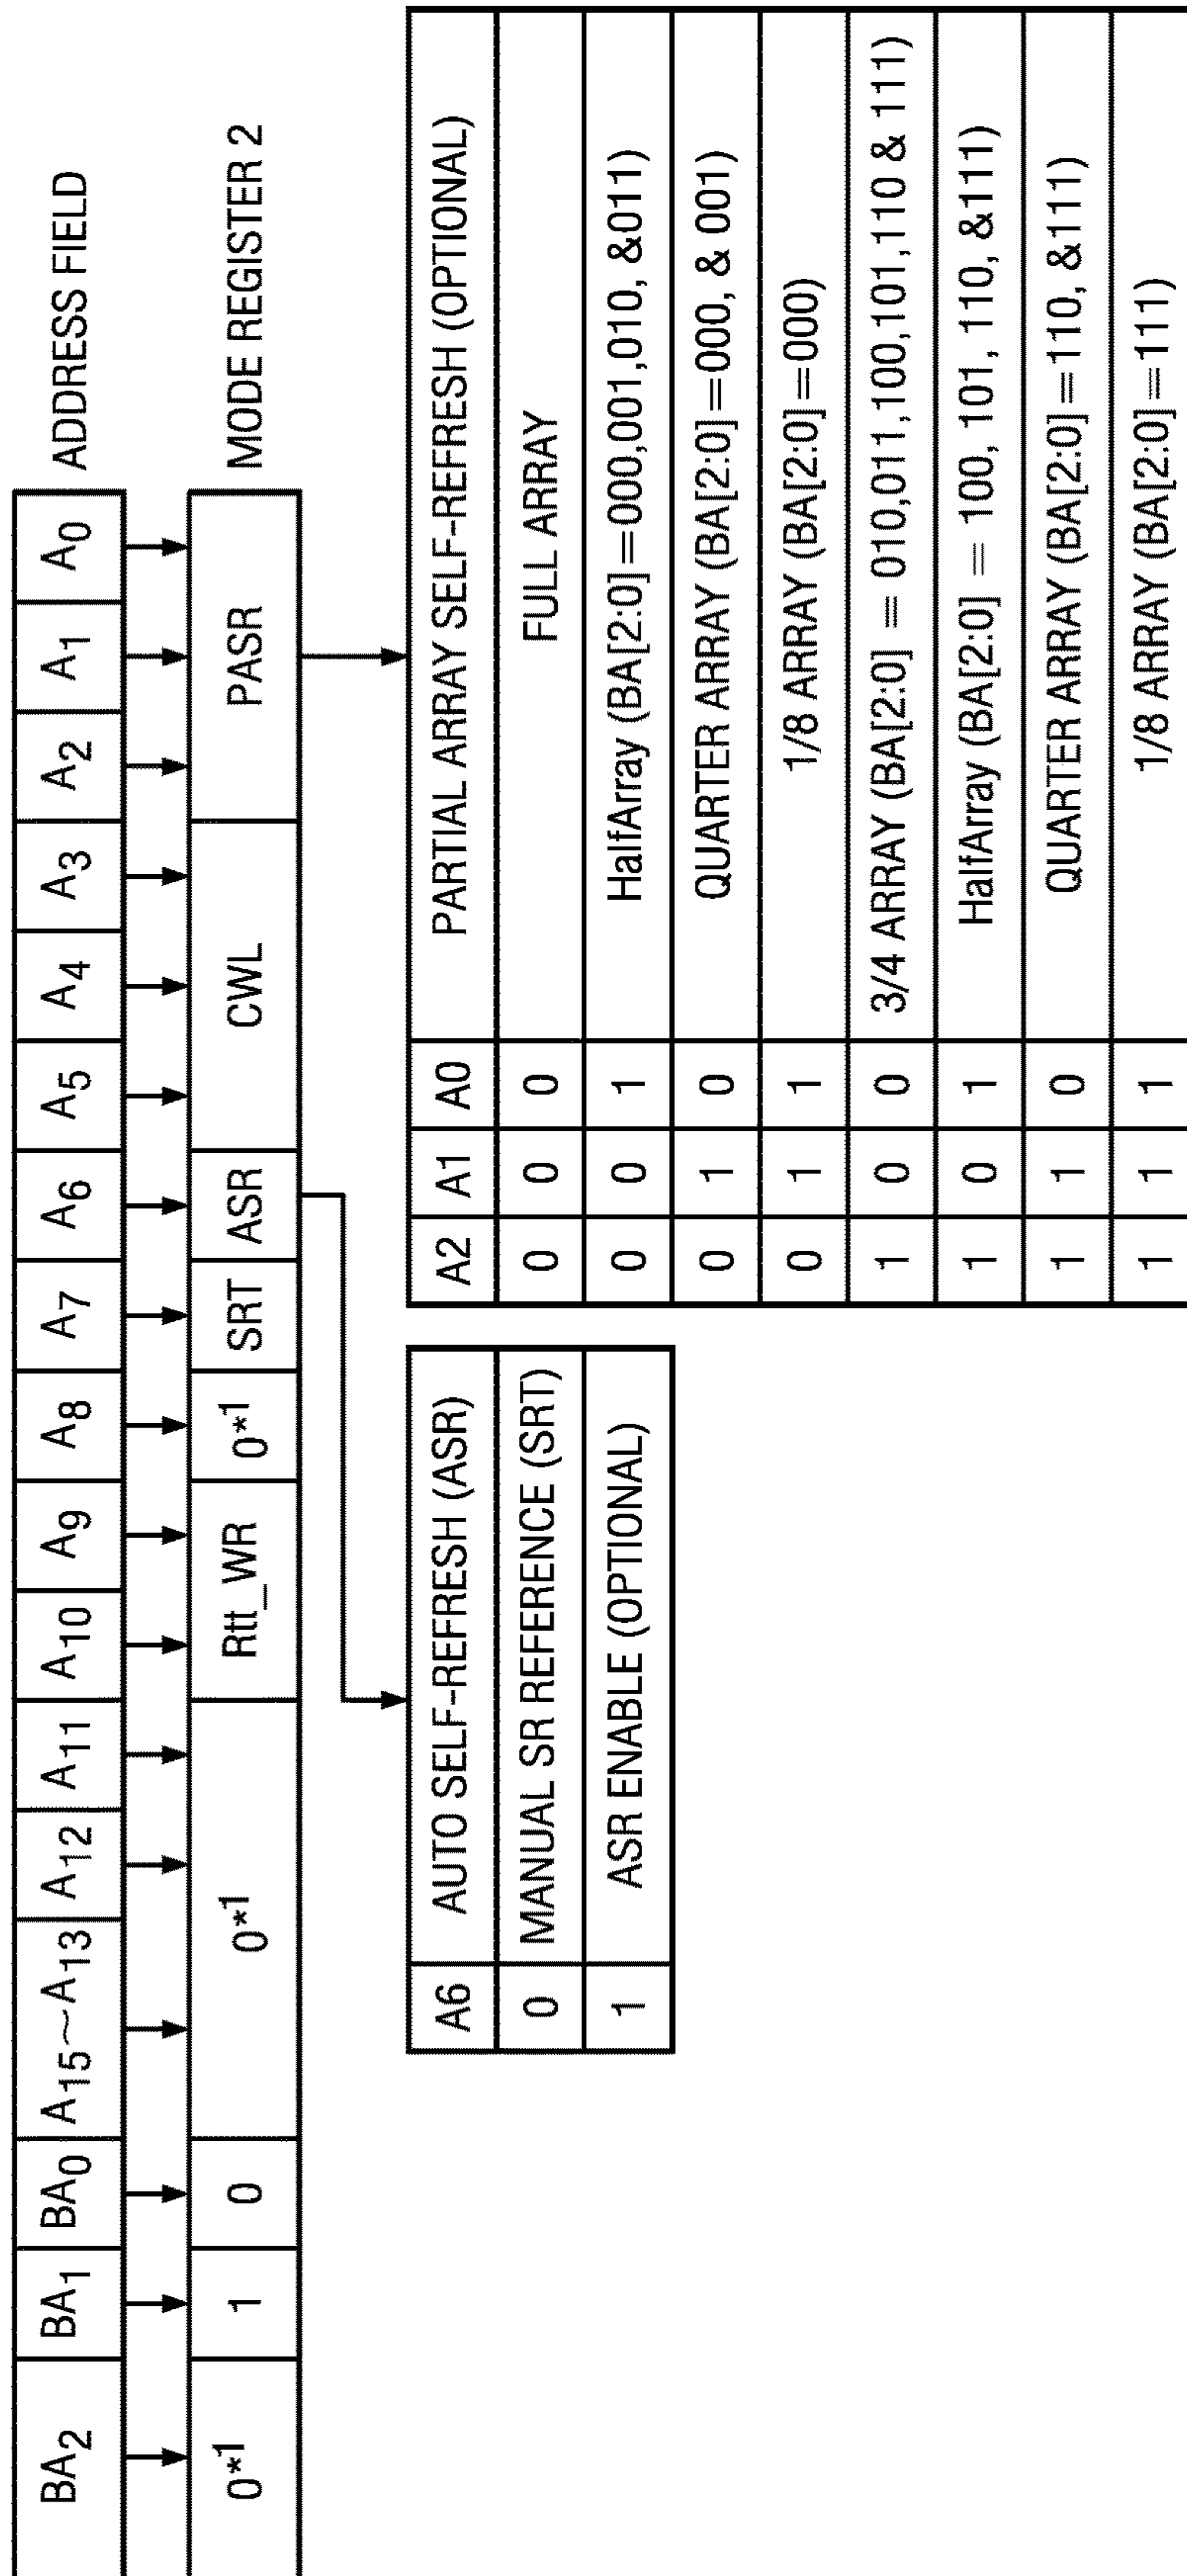 BA2 BA1 BA0 A15~A13 A12 A11 A10 A9 A8 A7 A6 A5 A4 A3 A2 A1 A0 ADDRESS FIELD
0*1 1 0 0*1 Rtt_WR 0*1 SRT ASR CWL PASR MODE REGISTER 2
A6 AUTO SELF-REFRESH (ASR)
0 MANUAL SR REFERENCE (SRT)
1 ASR ENABLE (OPTIONAL)
A2 A1 A0 PARTIAL ARRAY SELF-REFRESH (OPTIONAL)
0 0 0 FULL ARRAY
0 0 1 HalfArray (BA[2:0]=000,001,010, &011)
0 1 0 QUARTER ARRAY (BA[2:0]=000, & 001)
0 1 1 1/8 ARRAY (BA[2:0]=000)
1 0 0 3/4 ARRAY (BA[2:0] = 010,011,100,101,110 & 111)
1 0 1 HalfArray (BA[2:0] = 100, 101, 110, &111)
1 1 0 QUARTER ARRAY (BA[2:0]=110, &111)
1 1 1 1/8 ARRAY (BA[2:0]=111)